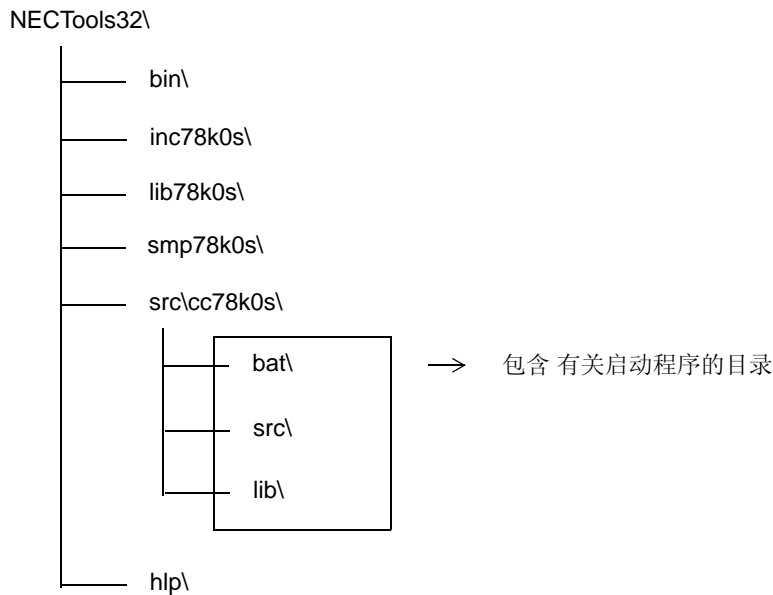 NECTools32\
bin\
inc78k0s\
lib78k0s\
smp78k0s\
src\cc78k0s\
bat\ 包含 有关启动程序的目录
src\
lib\
hlp\